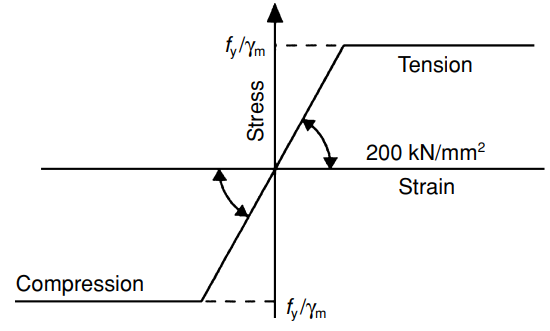 fy/γm
Tension
Stress
200 kN/mm²
Strain
Compression
fy/γm